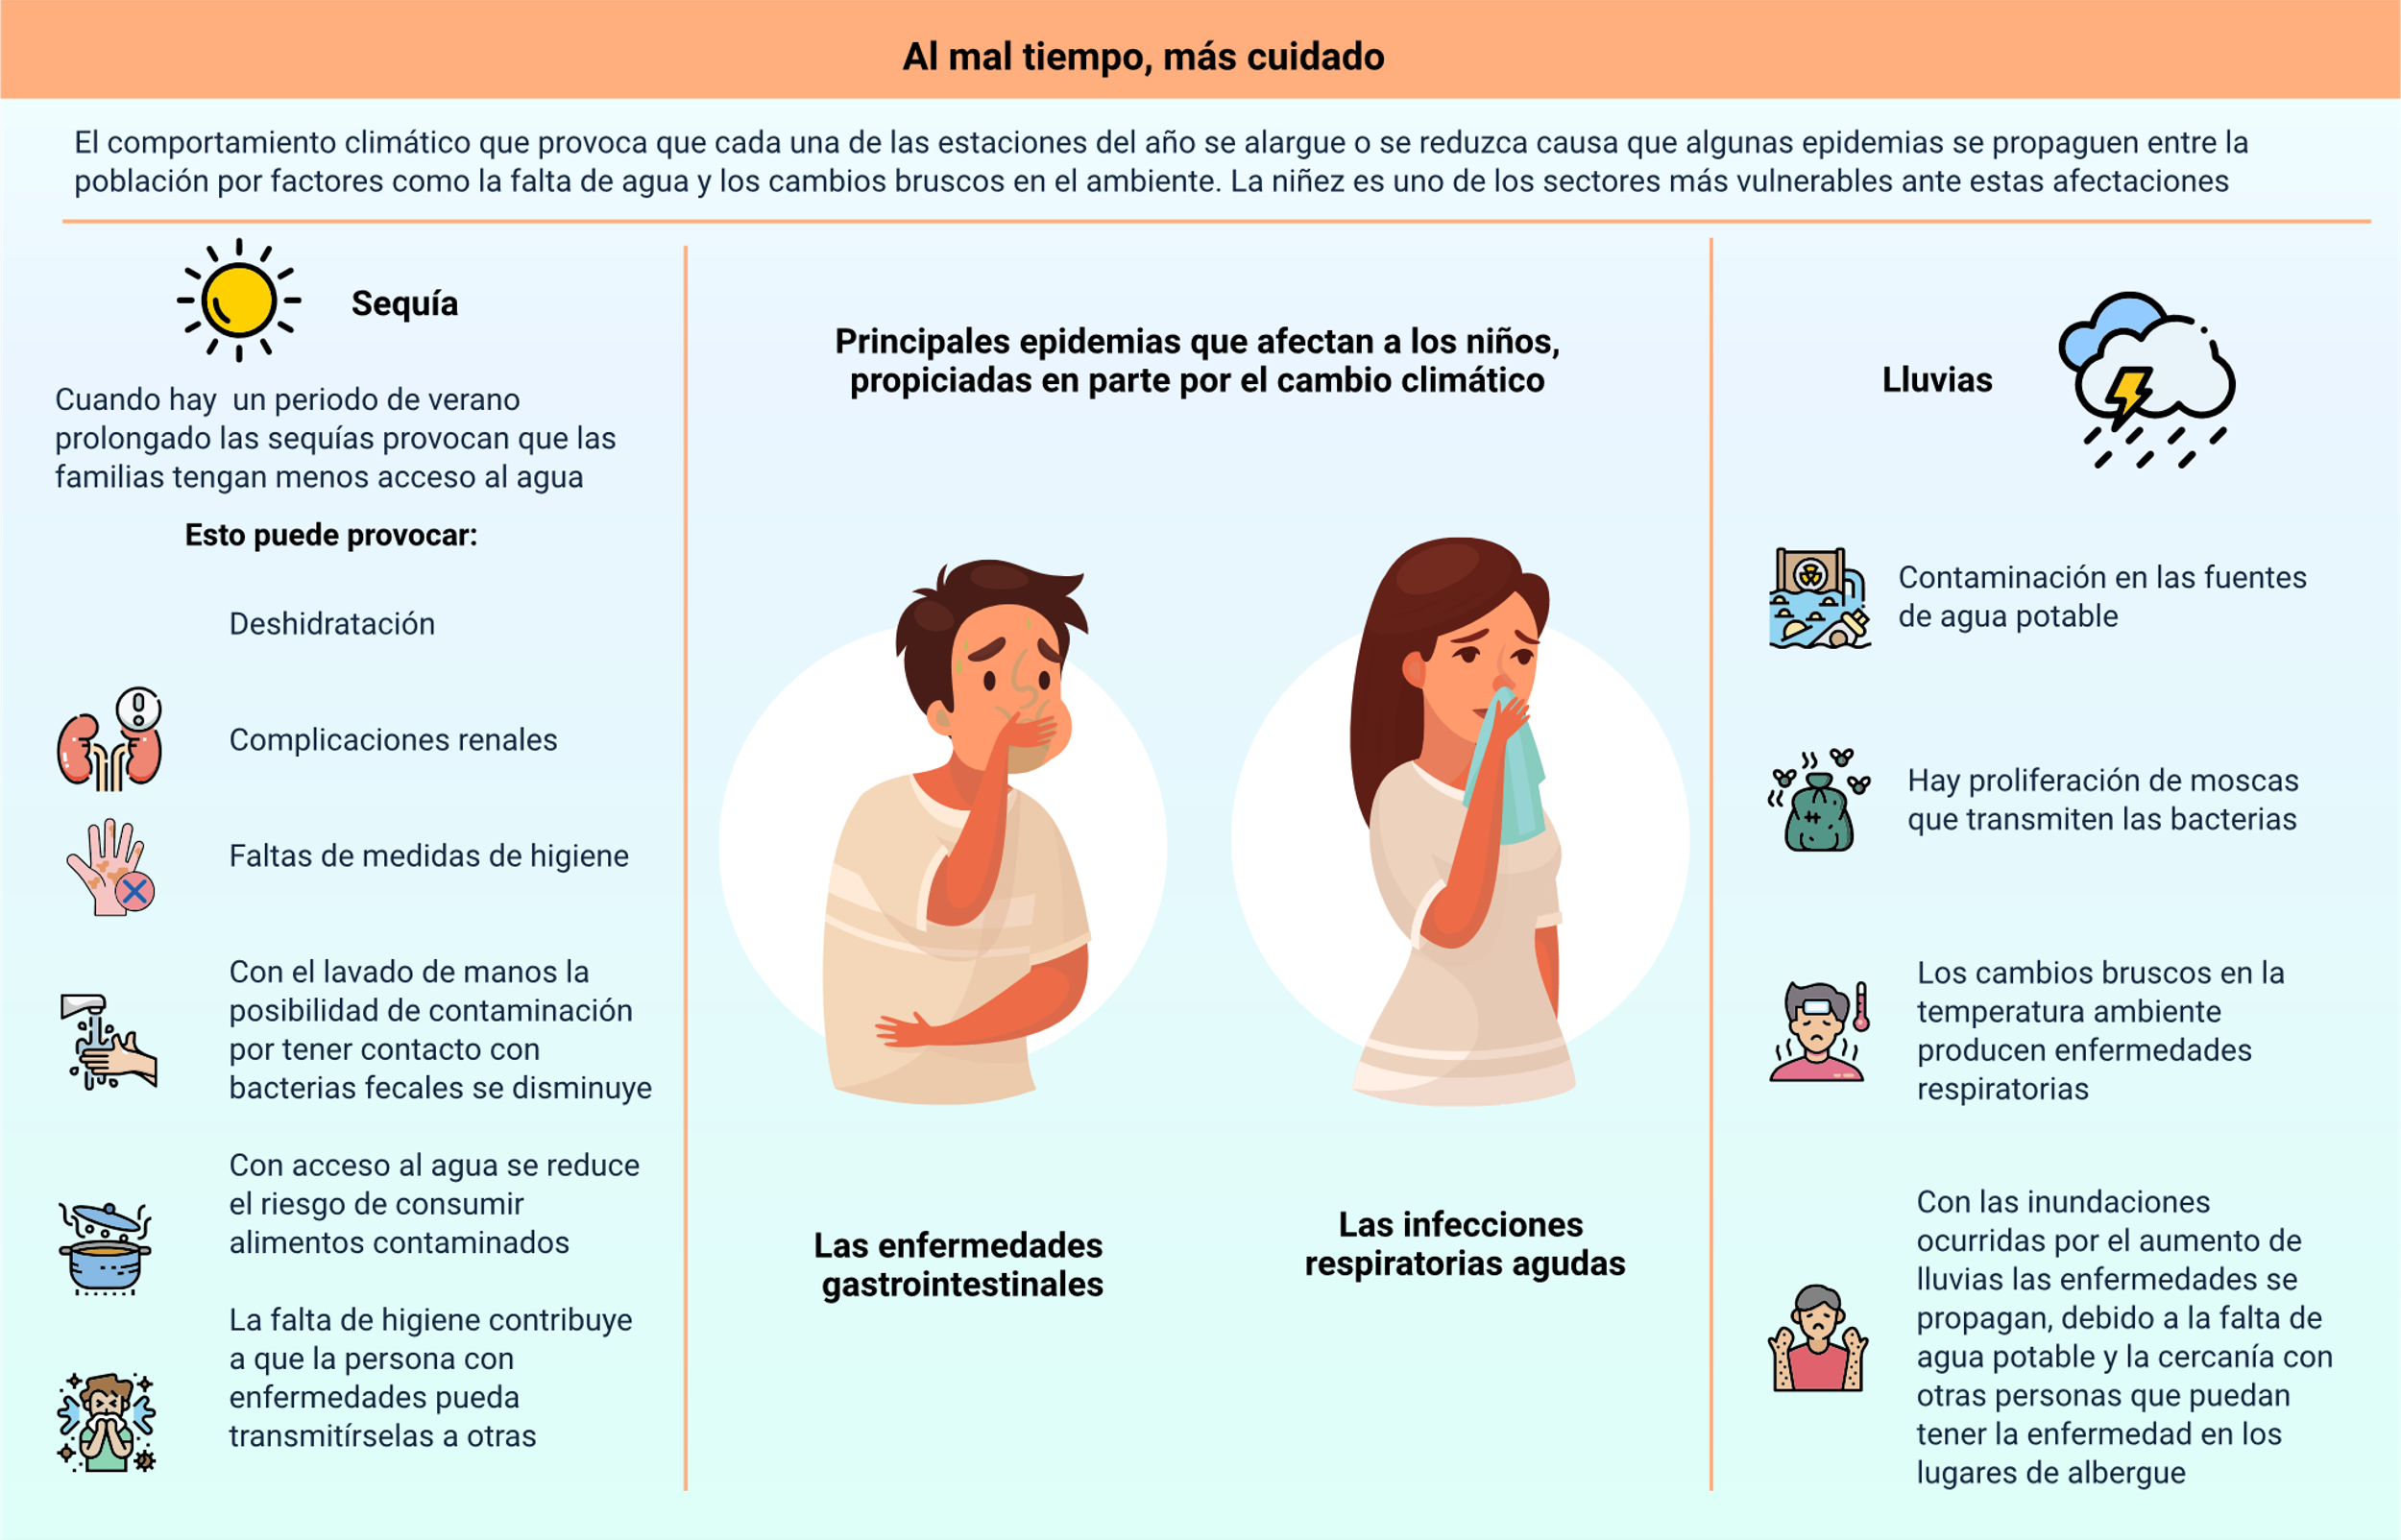 Al mal tiempo, más cuidado
El comportamiento climático que provoca que cada una de las estaciones del año se alargue o se reduzca causa que algunas epidemias se propaguen entre la
población por factores como la falta de agua y los cambios bruscos en el ambiente. La niñez es uno de los sectores más vulnerables ante estas afectaciones
Sequía
Cuando hay  un periodo de verano
prolongado las sequías provocan que las
familias tengan menos acceso al agua
Esto puede provocar:
Deshidratación
Complicaciones renales
Faltas de medidas de higiene
Con el lavado de manos la
posibilidad de contaminación
por tener contacto con
bacterias fecales se disminuye
Con acceso al agua se reduce
el riesgo de consumir
alimentos contaminados
La falta de higiene contribuye
a que la persona con
enfermedades pueda
transmitírselas a otras
Principales epidemias que afectan a los niños,
propiciadas en parte por el cambio climático
Las enfermedades
gastrointestinales
Las infecciones
respiratorias agudas
Lluvias
Contaminación en las fuentes
de agua potable
Hay proliferación de moscas
que transmiten las bacterias
Los cambios bruscos en la
temperatura ambiente
producen enfermedades
respiratorias
Con las inundaciones
ocurridas por el aumento de
lluvias las enfermedades se
propagan, debido a la falta de
agua potable y la cercanía con
otras personas que puedan
tener la enfermedad en los
lugares de albergue